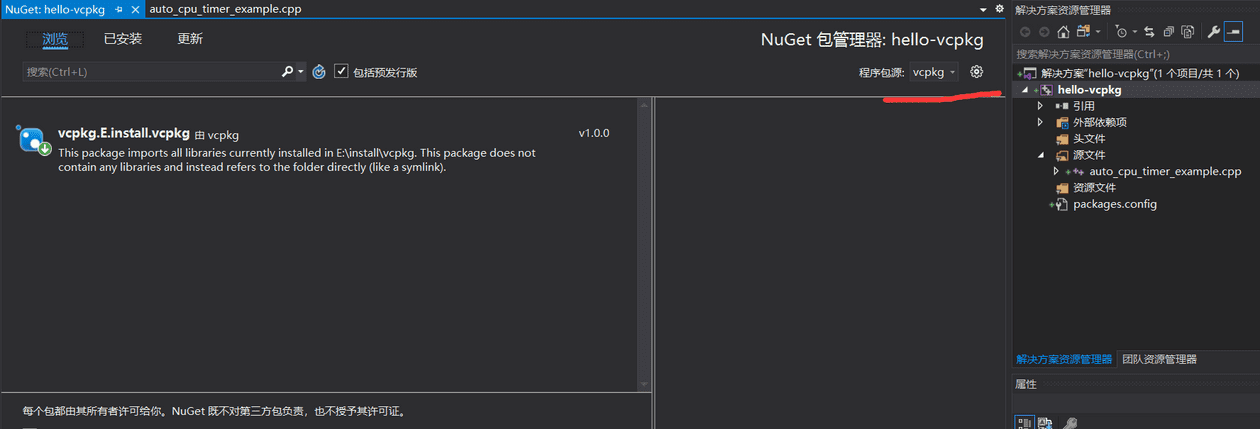 NuGet: hello-vcpkg
auto_cpu_timer_example.cpp
浏览
已安装
更新
NuGet 包管理器: hello-vcpkg
搜索(Ctrl+L)
包括预发行版
程序包源:
vcpkg
vcpkg.E.install.vcpkg 由 vcpkg
v1.0.0
This package imports all libraries currently installed in E:\install\vcpkg. This package does not
contain any libraries and instead refers to the folder directly (like a symlink).
每个包都由其所有者许可给你。NuGet 既不对第三方包负责，也不授予其许可证。
解决方案资源管理器
搜索解决方案资源管理器(Ctrl+;)
解决方案"hello-vcpkg"(1 个项目/共 1 个)
hello-vcpkg
引用
外部依赖项
头文件
源文件
auto_cpu_timer_example.cpp
资源文件
packages.config
解决方案资源管理器
团队资源管理器
属性